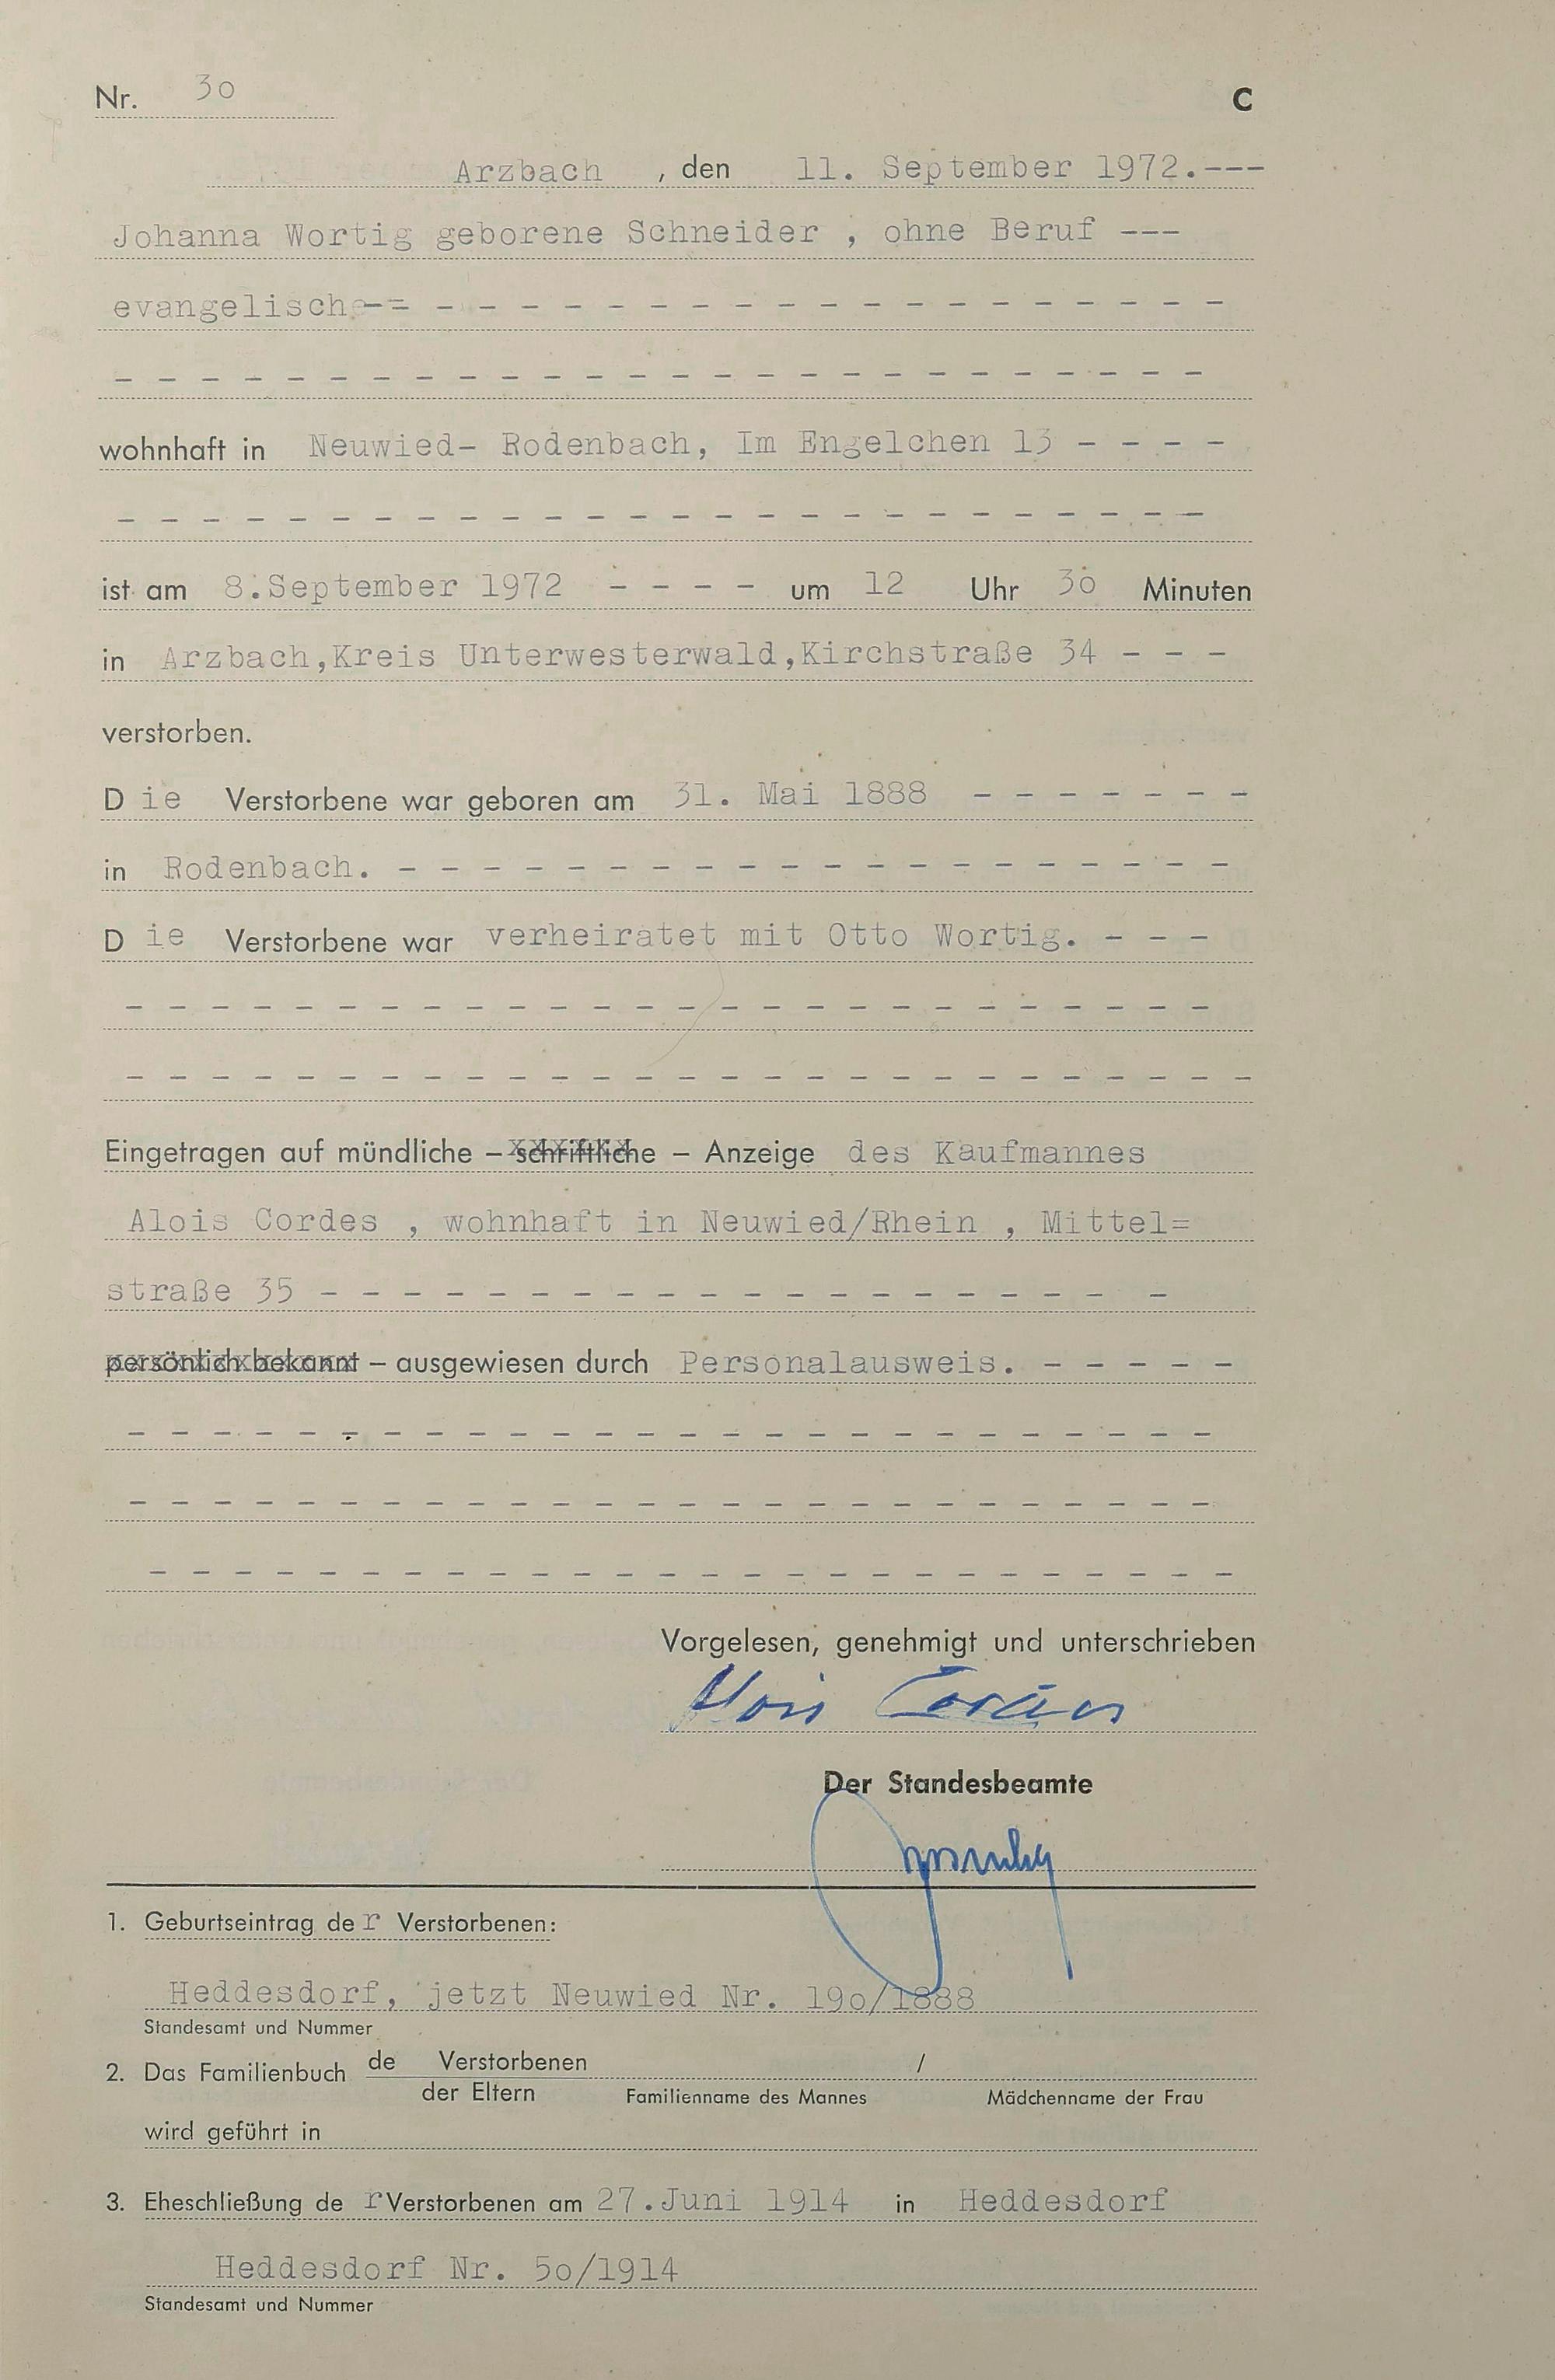 Nr. 30
C
Arzbach , den 11. September 1972.---
Johanna Wortig geborene Schneider , ohne Beruf ---
evangelisch-- - - - - - - - - - - - - - - - - - - -
- - - - - - - - - - - - - - - - - - - - - - - - - -
wohnhaft in Neuwied- Rodenbach, Im Engelchen 13 - - - -
- - - - - - - - - - - - - - - - - - - - - - - - - -
ist am 8.September 1972 - - - - um 12 Uhr 30 Minuten
in Arzbach,Kreis Unterwesterwald,Kirchstraße 34 - - -
verstorben.
Die Verstorbene war geboren am 31. Mai 1888 - - - - - - -
in Rodenbach. - - - - - - - - - - - - - - - - - - - -
Die Verstorbene war verheiratet mit Otto Wortig. - - -
- - - - - - - - - - - - - - - - - - - - - - - - - -
- - - - - - - - - - - - - - - - - - - - - - - - - - -
Eingetragen auf mündliche – schriftliche – Anzeige des Kaufmannes
Alois Cordes , wohnhaft in Neuwied/Rhein , Mittel=
straße 35 - - - - - - - - - - - - - - - - - - - - -
persönlich bekannt – ausgewiesen durch Personalausweis. - - - - -
- - - - - - - - - - - - - - - - - - - - - - - - - -
- - - - - - - - - - - - - - - - - - - - - - - - - -
- - - - - - - - - - - - - - - - - - - - - - - - - -
Vorgelesen, genehmigt und unterschrieben
Alois Cordes
Der Standesbeamte
1. Geburtseintrag der Verstorbenen:
Heddesdorf, jetzt Neuwied Nr. 190/1888
Standesamt und Nummer
2. Das Familienbuch de Verstorbenen /
der Eltern Familienname des Mannes Mädchenname der Frau
wird geführt in
3. Eheschließung der Verstorbenen am 27.Juni 1914 in Heddesdorf
Heddesdorf Nr. 50/1914
Standesamt und Nummer